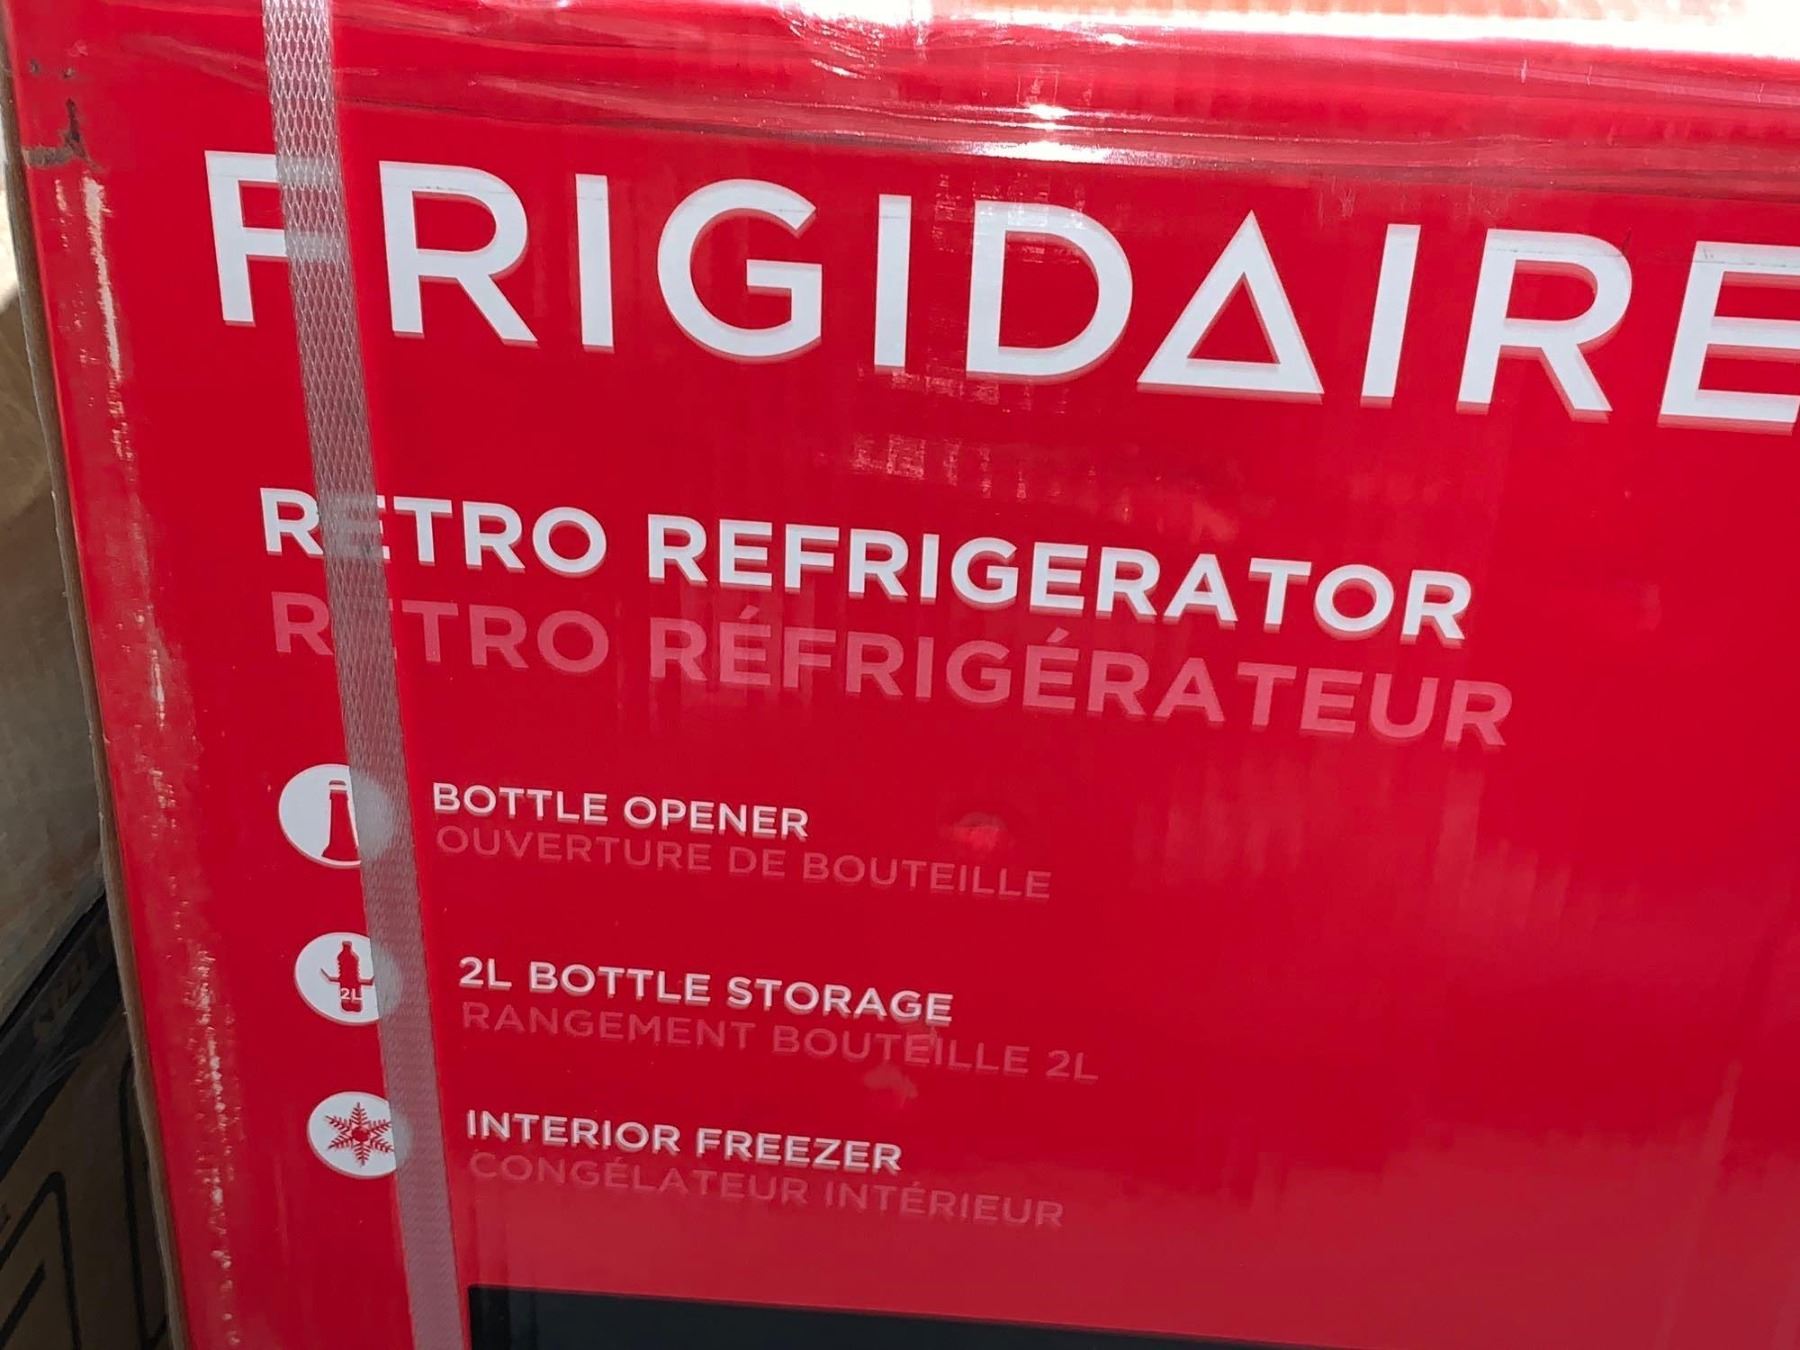 FRIGIDAIRE
RETRO REFRIGERATOR
RETRO RÉFRIGÉRATEUR
BOTTLE OPENER
OUVERTURE DE BOUTEILLE
2L
2L BOTTLE STORAGE
RANGEMENT BOUTEILLE 2L
INTERIOR FREEZER
CONGÉLATEUR INTÉRIEUR